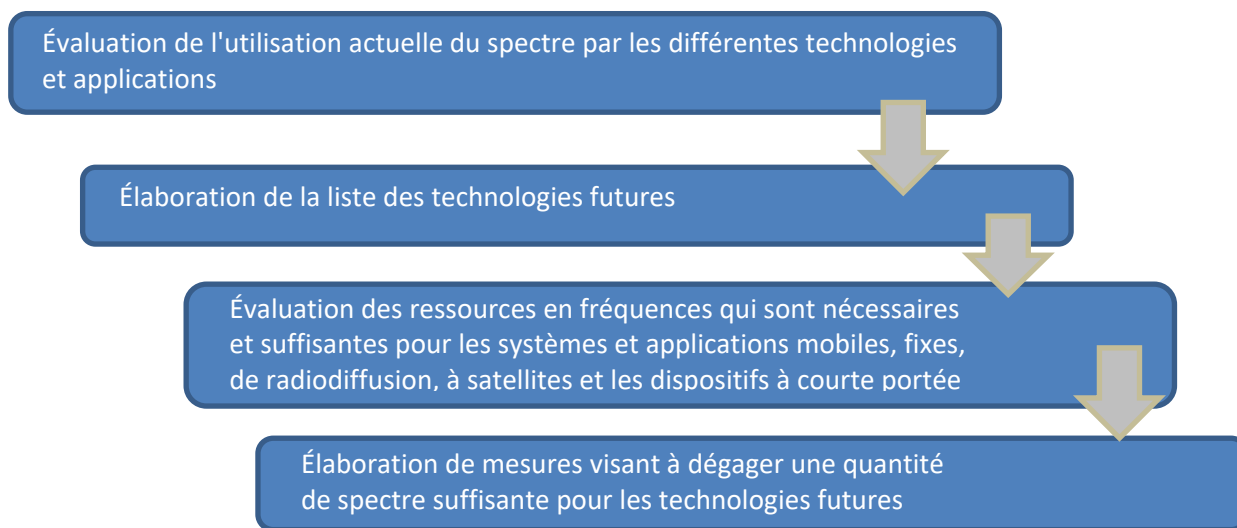 Évaluation de l'utilisation actuelle du spectre par les différentes technologies
et applications
Élaboration de la liste des technologies futures
Évaluation des ressources en fréquences qui sont nécessaires
et suffisantes pour les systèmes et applications mobiles, fixes,
de radiodiffusion, à satellites et les dispositifs à courte portée
Élaboration de mesures visant à dégager une quantité
de spectre suffisante pour les technologies futures